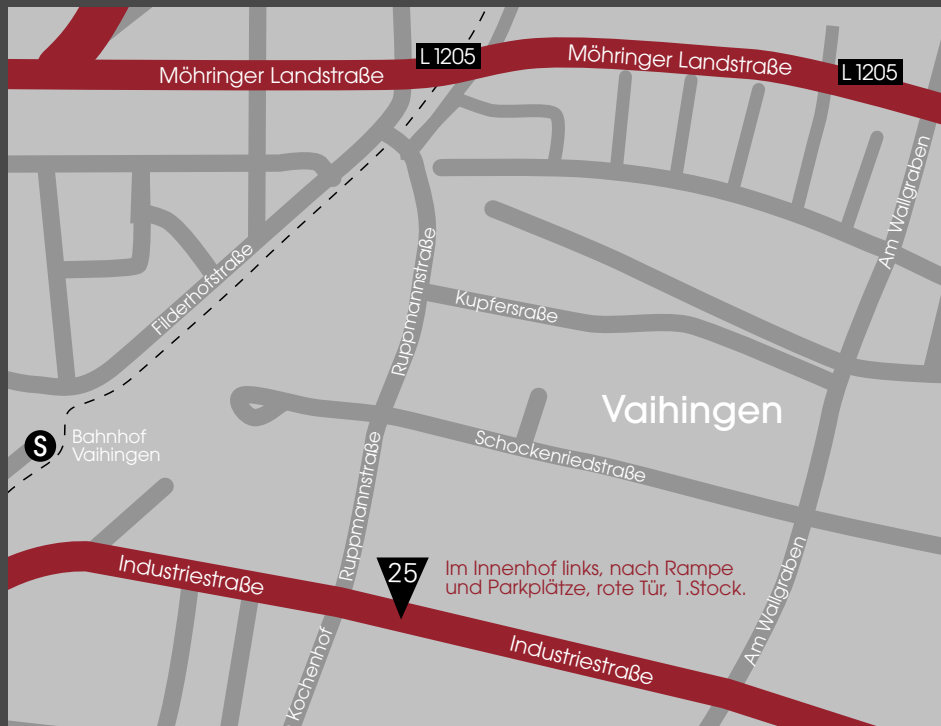 L 1205
Möringer Landstraße
Möhringer Landstraße
L 1205
Am Wallgraben
Filderhofstraße
Ruppmannstraße
Kupfersraße
Vaihingen
S
Bahnhof
Vaihingen
Schockenriedstraße
Ruppmannstraße
Industriestraße
25
Im Innenhof links, nach Rampe
und Parkplätze, rote Tür, 1.Stock.
Am Wallgraben
Kochenhof
Industriestraße